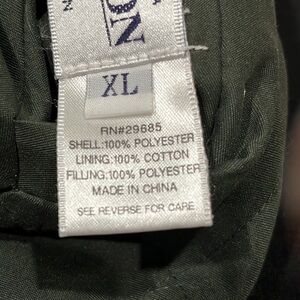 ON
XL
RN#29685
SHELL:100% POLYESTER
LINING:100% COTTON
FILLING:100% POLYESTER
MADE IN CHINA
SEE REVERSE FOR CARE